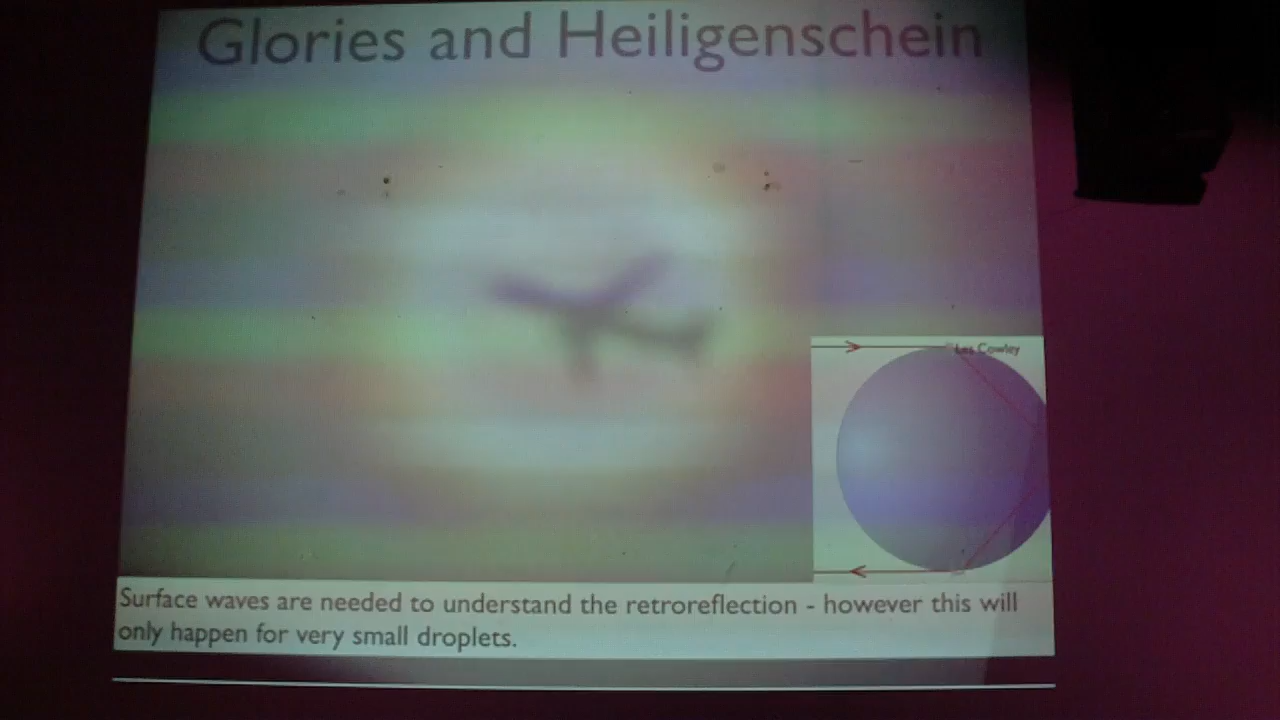 Glories and Heiligenschein
Les Cowley
Surface waves are needed to understand the retroreflection - however this will
only happen for very small droplets.